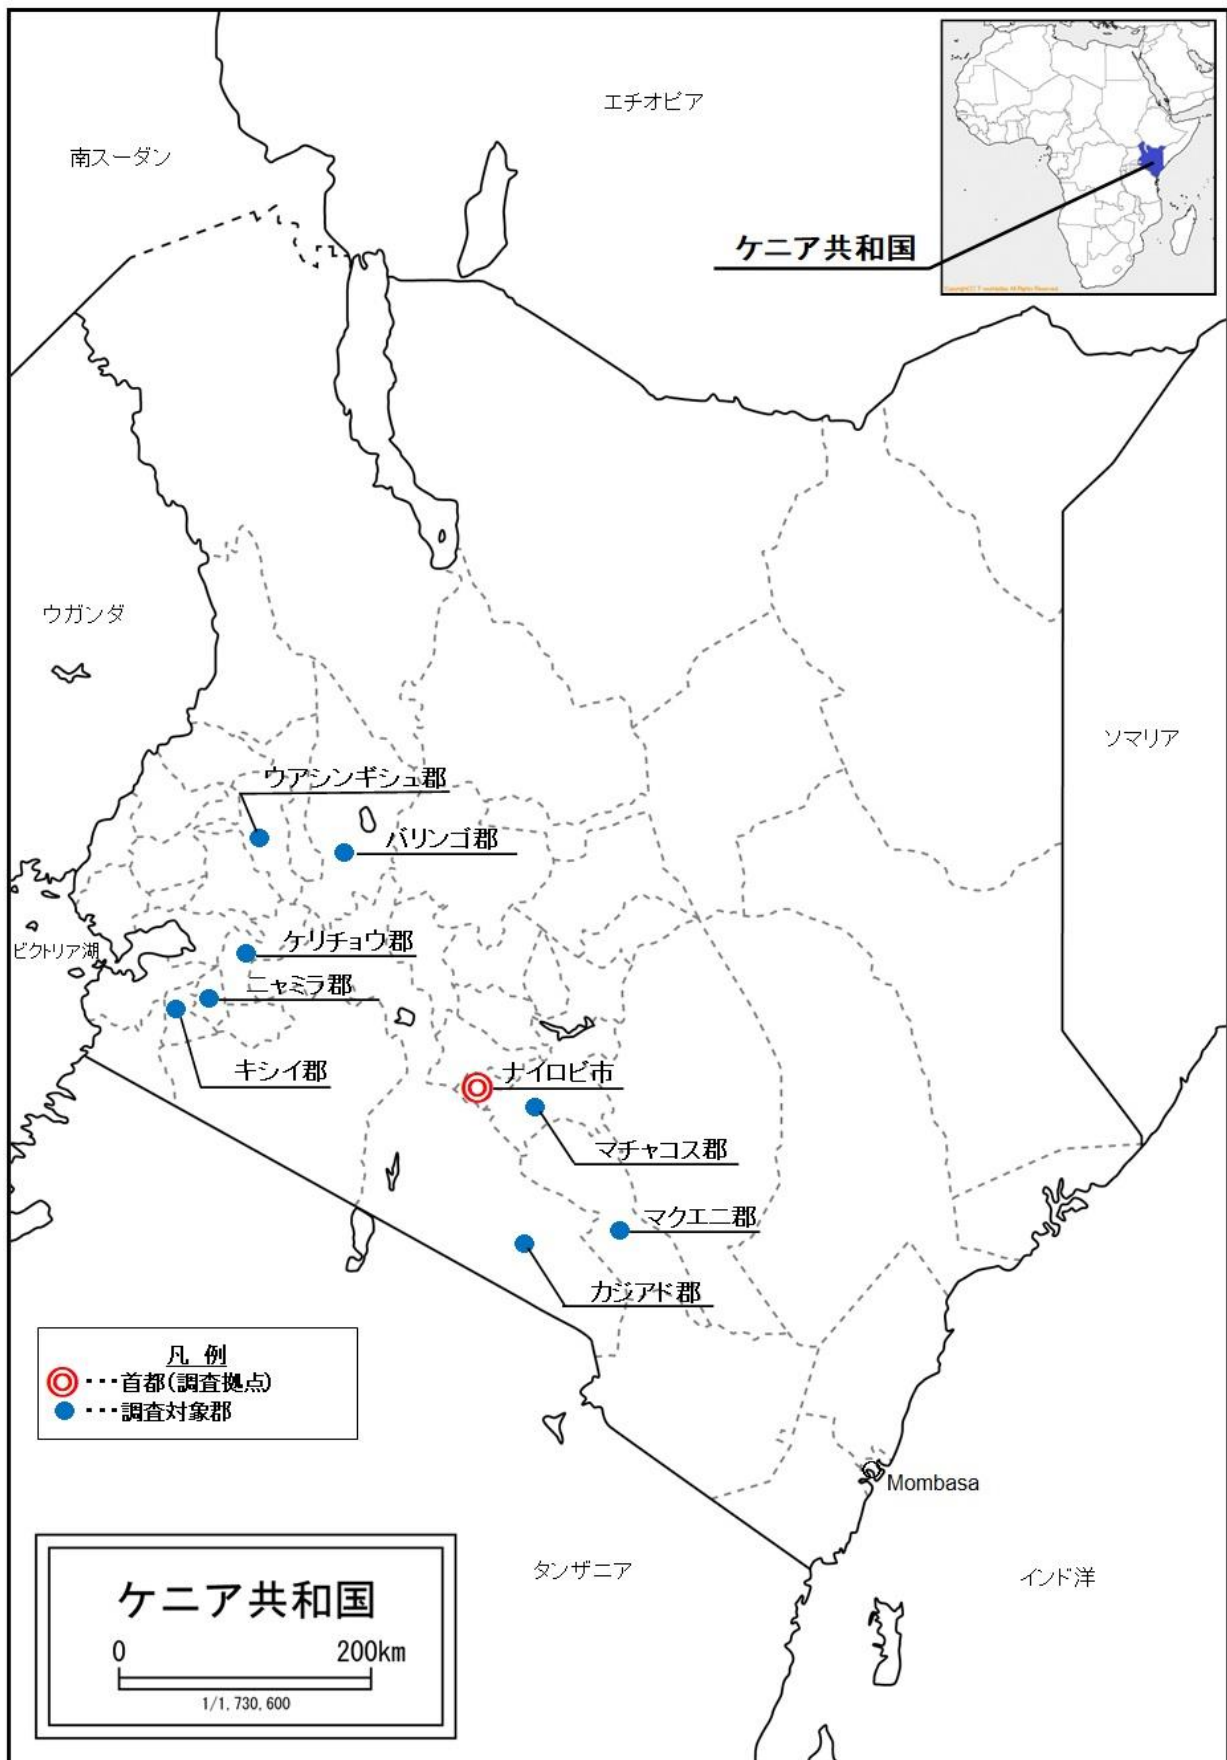 エチオピア
南スーダン
ケニア共和国
ウガンダ
ソマリア
ウアシンギシュ郡
バリンゴ郡
ケリチョウ郡
ビクトリア湖
ニャミラ郡
キシイ郡
ナイロビ市
マチャコス郡
マクエニ郡
カジアド郡
凡 例
・・・首都(調査拠点)
・・・調査対象郡
Mombasa
タンザニア
インド洋
ケニア共和国
0 200km
1/1,730,600